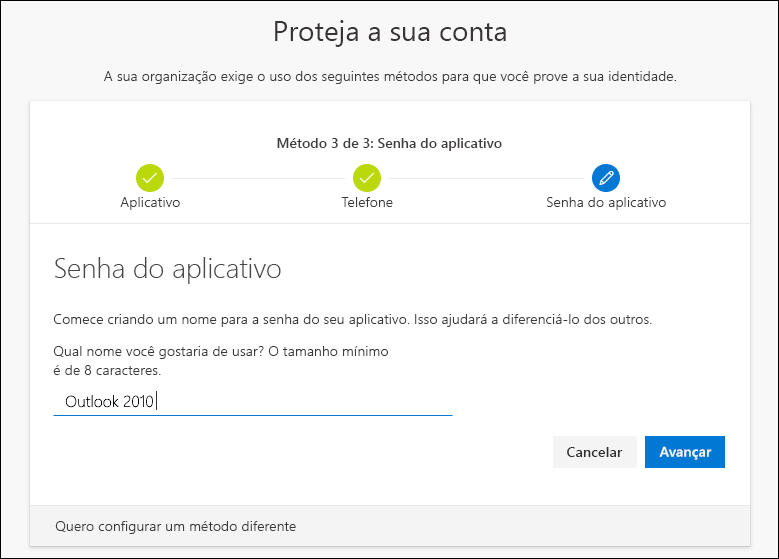 Proteja a sua conta
A sua organização exige o uso dos seguintes métodos para que você prove a sua identidade.
Método 3 de 3: Senha do aplicativo
Aplicativo
Telefone
Senha do aplicativo
Senha do aplicativo
Comece criando um nome para a senha do seu aplicativo. Isso ajudará a diferenciá-lo dos outros.
Qual nome você gostaria de usar? O tamanho mínimo
é de 8 caracteres.
Outlook 2010
Cancelar
Avançar
Quero configurar um método diferente